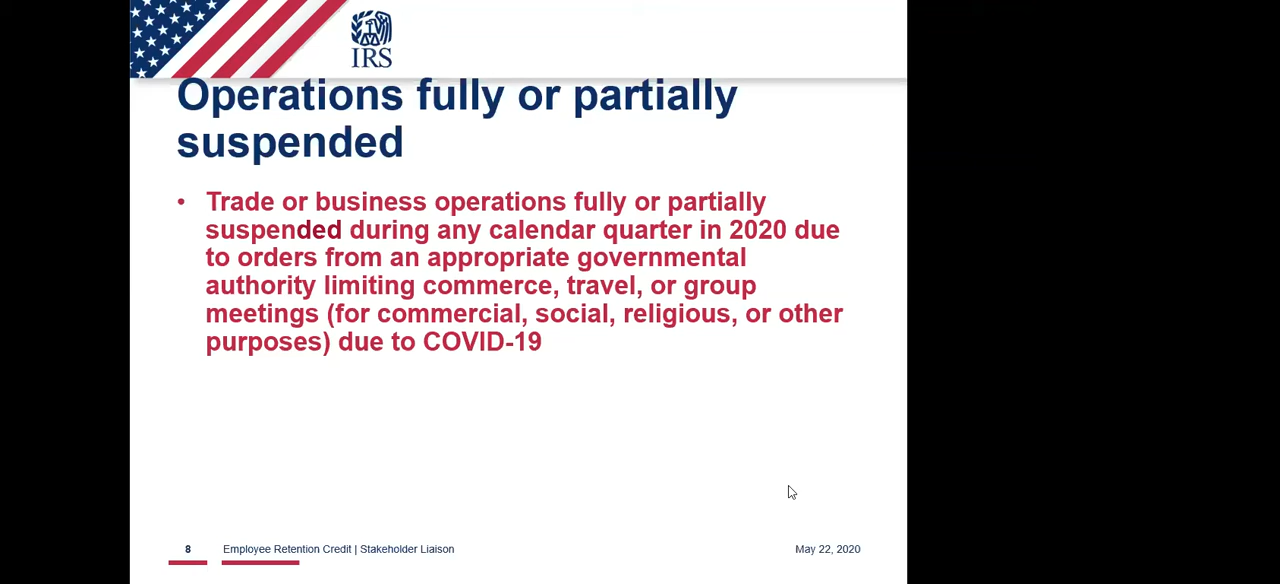 IRS
Operations fully or partially
suspended
• Trade or business operations fully or partially
suspended during any calendar quarter in 2020 due
to orders from an appropriate governmental
authority limiting commerce, travel, or group
meetings (for commercial, social, religious, or other
purposes) due to COVID-19
8 Employee Retention Credit | Stakeholder Liaison May 22, 2020